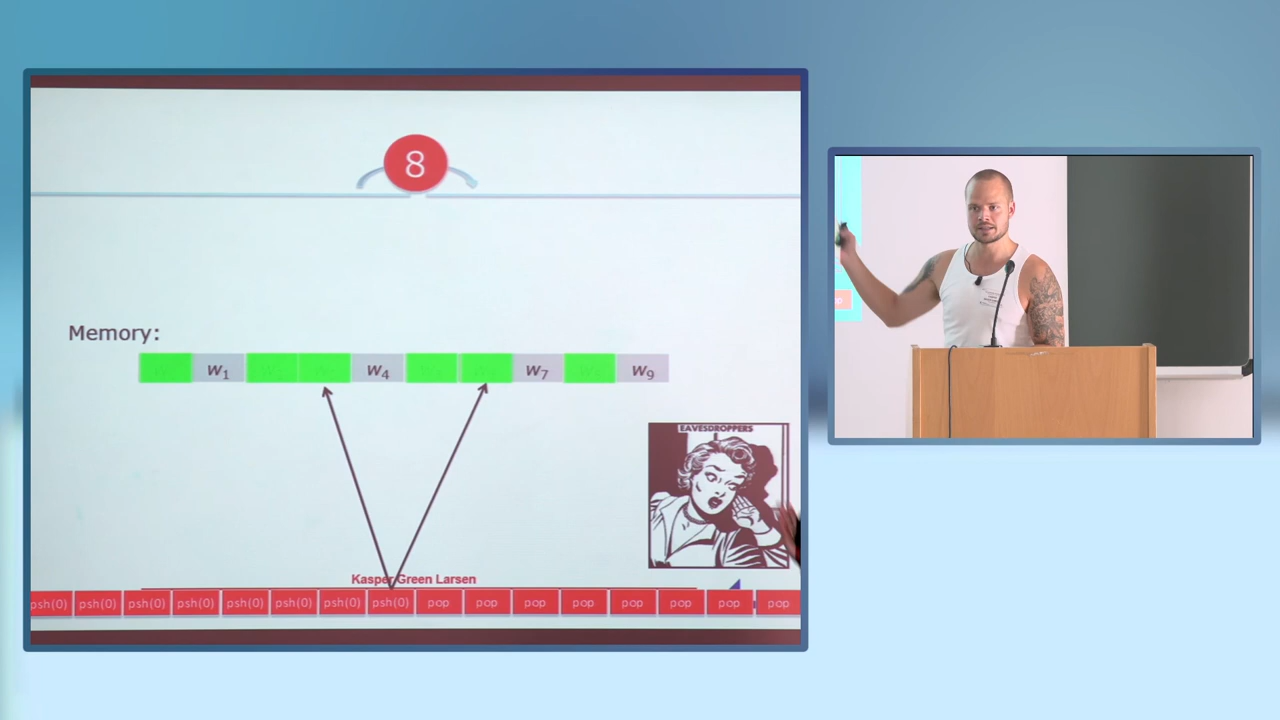 8
Memory:
w1 w4 w7 w9
EAVESDROPPERS
Kasper Green Larsen
psh(0) psh(0) psh(0) psh(0) psh(0) psh(0) psh(0) psh(0) pop pop pop pop pop pop pop pop